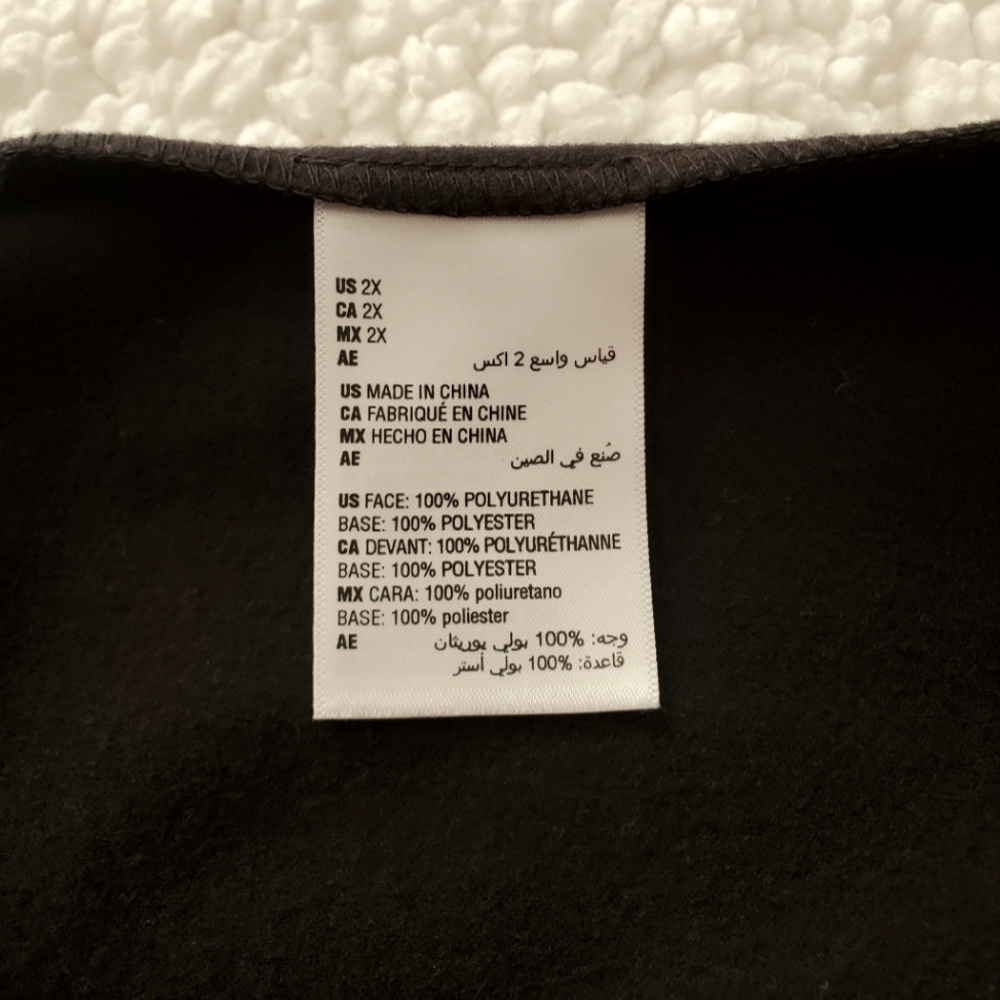 US 2X
CA 2X
MX 2X
AE قياس واسع 2 اكس
US MADE IN CHINA
CA FABRIQUÉ EN CHINE
MX HECHO EN CHINA
AE صُنع في الصين
US FACE: 100% POLYURETHANE
BASE: 100% POLYESTER
CA DEVANT: 100% POLYURÉTHANNE
BASE: 100% POLYESTER
MX CARA: 100% poliuretano
BASE: 100% poliester
AE وجه: 100% بولي يوريثان
قاعدة: 100% بولي أستر